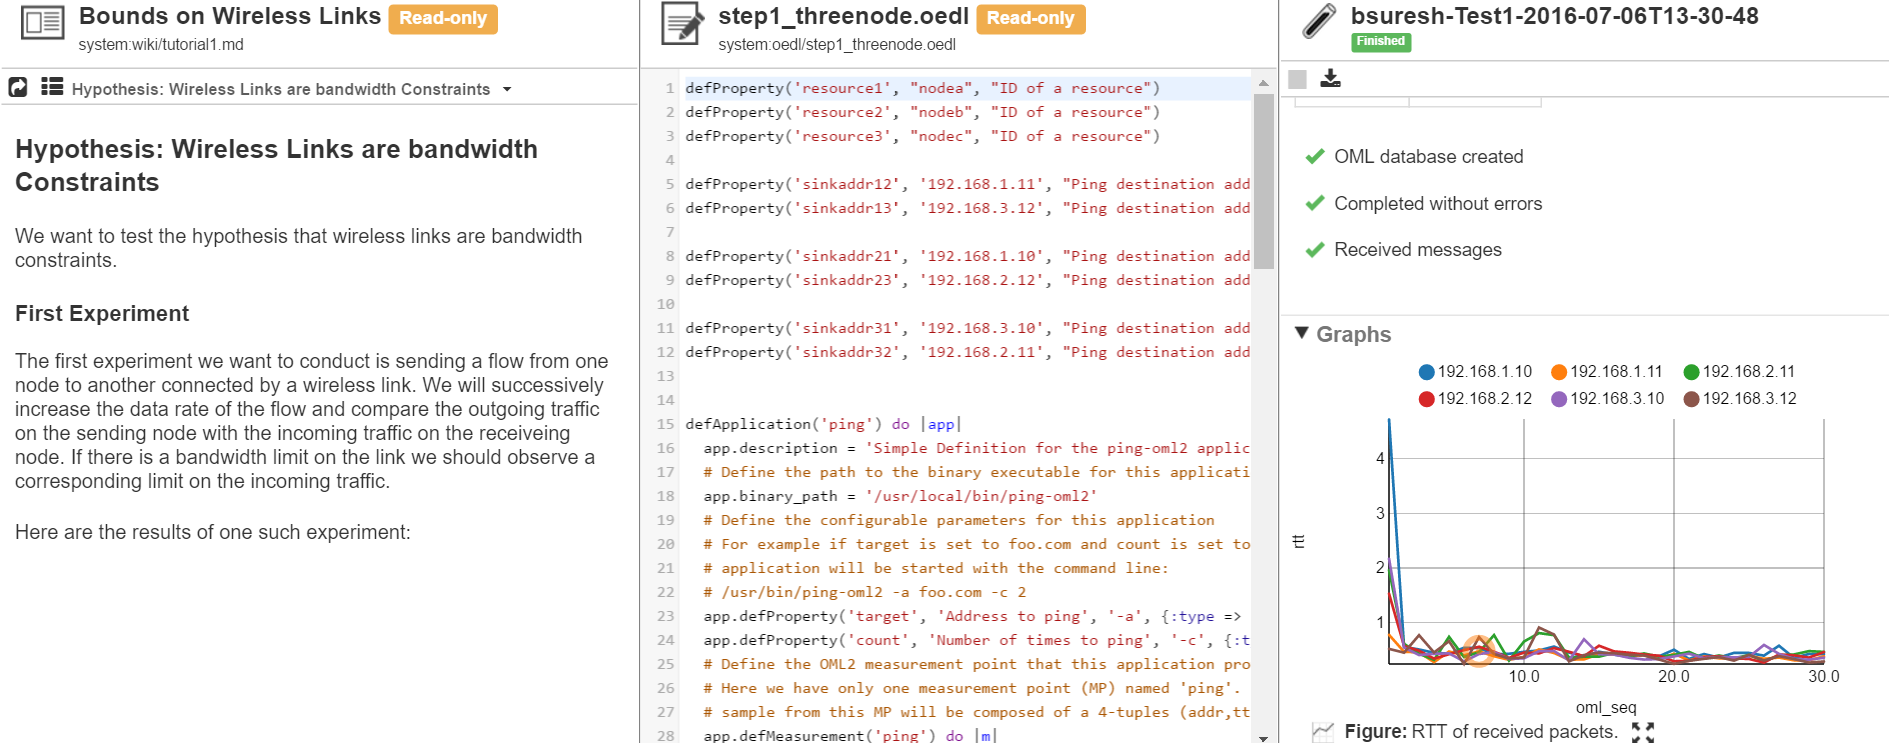 Bounds on Wireless Links Read-only
system:wiki/tutorial1.md
Hypothesis: Wireless Links are bandwidth Constraints
Hypothesis: Wireless Links are bandwidth
Constraints
We want to test the hypothesis that wireless links are bandwidth
constraints.
First Experiment
The first experiment we want to conduct is sending a flow from one
node to another connected by a wireless link. We will successively
increase the data rate of the flow and compare the outgoing traffic
on the sending node with the incoming traffic on the receiveing
node. If there is a bandwidth limit on the link we should observe a
corresponding limit on the incoming traffic.
Here are the results of one such experiment:
step1_threenode.oedl Read-only
system:oedl/step1_threenode.oedl
1 defProperty('resource1', "nodea", "ID of a resource")
2 defProperty('resource2', "nodeb", "ID of a resource")
3 defProperty('resource3', "nodec", "ID of a resource")
4
5 defProperty('sinkaddr12', '192.168.1.11', "Ping destination add
6 defProperty('sinkaddr13', '192.168.3.12', "Ping destination add
7
8 defProperty('sinkaddr21', '192.168.1.10', "Ping destination add
9 defProperty('sinkaddr23', '192.168.2.12', "Ping destination add
10
11 defProperty('sinkaddr31', '192.168.3.10', "Ping destination add
12 defProperty('sinkaddr32', '192.168.2.11', "Ping destination add
13
14
15 defApplication('ping') do |app|
16 app.description = 'Simple Definition for the ping-oml2 applic
17 # Define the path to the binary executable for this applicati
18 app.binary_path = '/usr/local/bin/ping-oml2'
19 # Define the configurable parameters for this application
20 # For example if target is set to foo.com and count is set to
21 # application will be started with the command line:
22 # /usr/bin/ping-oml2 -a foo.com -c 2
23 app.defProperty('target', 'Address to ping', '-a', {:type =>
24 app.defProperty('count', 'Number of times to ping', '-c', {:t
25 # Define the OML2 measurement point that this application pro
26 # Here we have only one measurement point (MP) named 'ping'.
27 # sample from this MP will be composed of a 4-tuples (addr,tt
28 app.defMeasurement('ping') do |m|
bsuresh-Test1-2016-07-06T13-30-48
Finished
OML database created
Completed without errors
Received messages
Graphs
192.168.1.10 192.168.1.11 192.168.2.11
192.168.2.12 192.168.3.10 192.168.3.12
4
3
rtt
2
1
10.0 20.0 30.0
oml_seq
Figure: RTT of received packets.